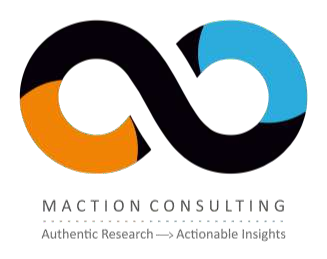 MACTION CONSULTING
Authentic Research → Actionable Insights